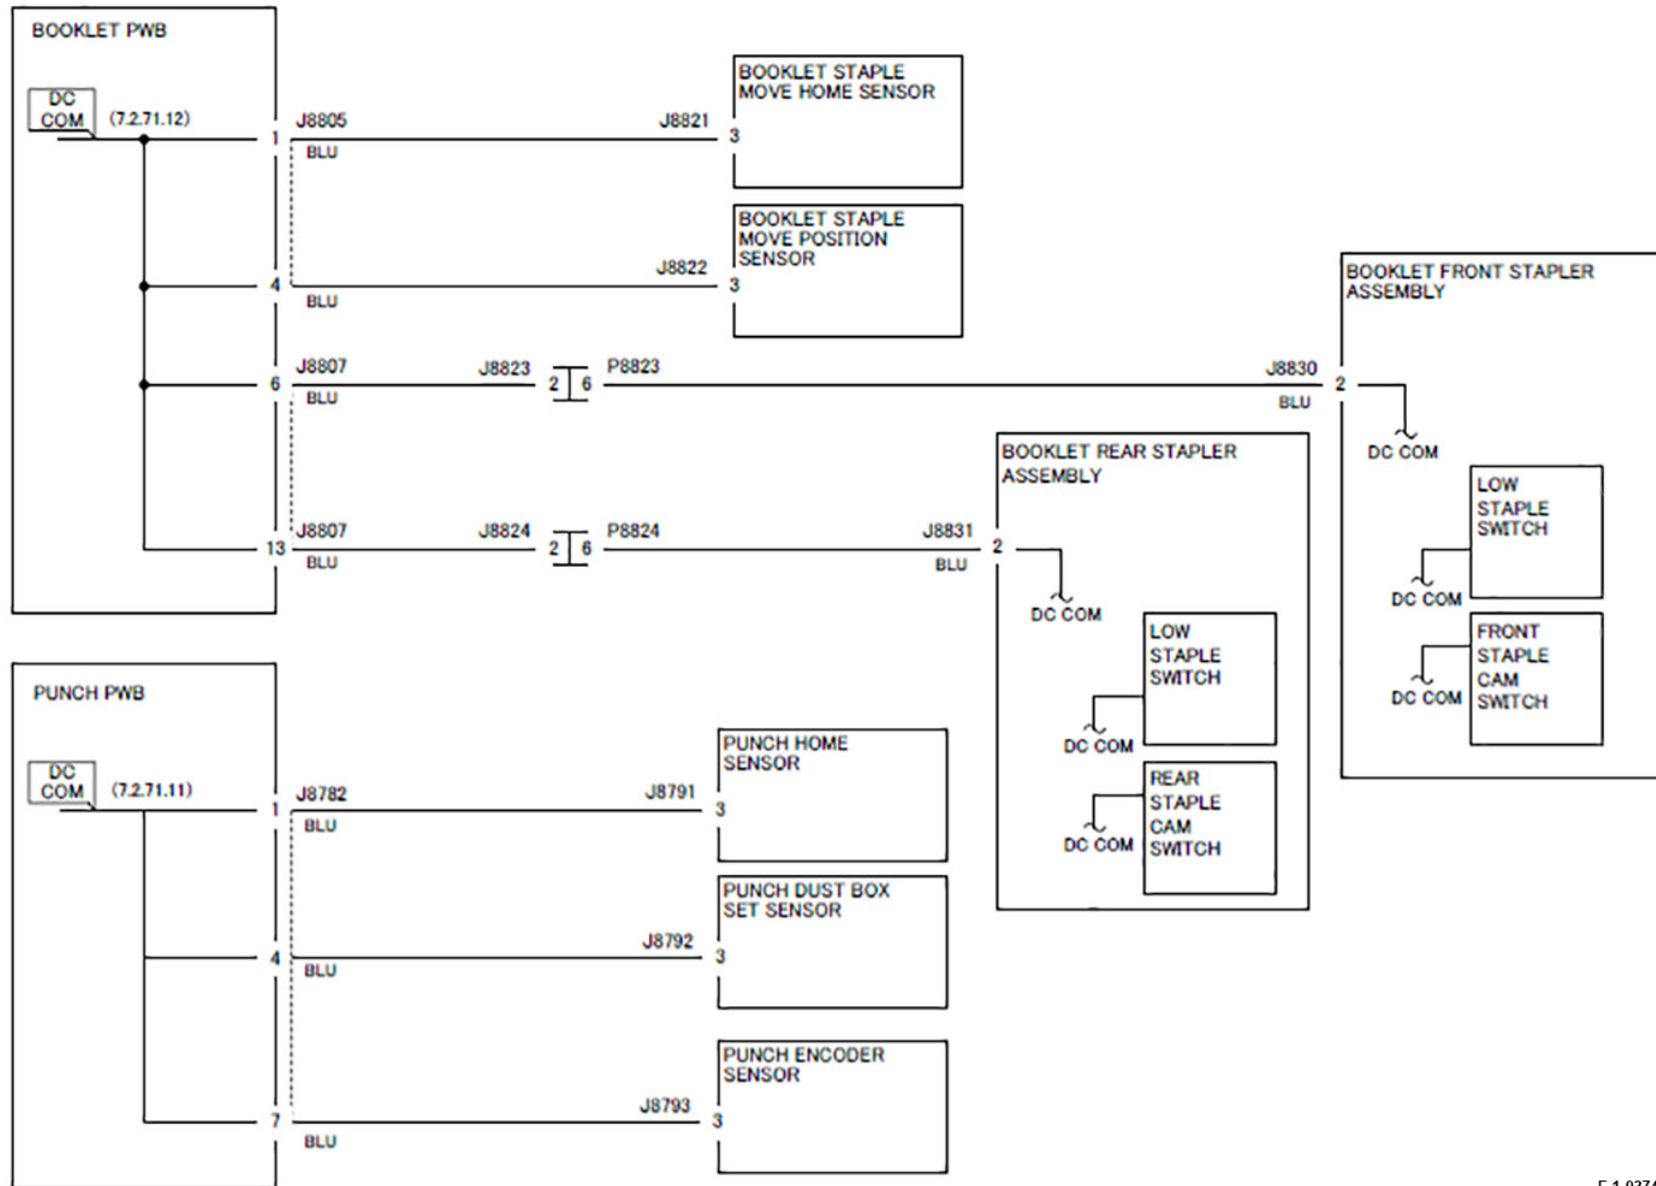 BOOKLET PWB
DC
COM
(7.2.71.12)
1
J8805
BLU
J8821
3
BOOKLET STAPLE
MOVE HOME SENSOR
4
BLU
J8822
3
BOOKLET STAPLE
MOVE POSITION
SENSOR
6
J8807
BLU
J8823
2
6
P8823
J8830
BLU
2
BOOKLET FRONT STAPLER
ASSEMBLY
DC COM
LOW
STAPLE
SWITCH
DC COM
FRONT
STAPLE
CAM
SWITCH
DC COM
13
J8807
BLU
J8824
2
6
P8824
J8831
BLU
2
BOOKLET REAR STAPLER
ASSEMBLY
DC COM
LOW
STAPLE
SWITCH
DC COM
REAR
STAPLE
CAM
SWITCH
DC COM
PUNCH PWB
DC
COM
(7.2.71.11)
1
J8782
BLU
J8791
3
PUNCH HOME
SENSOR
4
BLU
J8792
3
PUNCH DUST BOX
SET SENSOR
7
BLU
J8793
3
PUNCH ENCODER
SENSOR